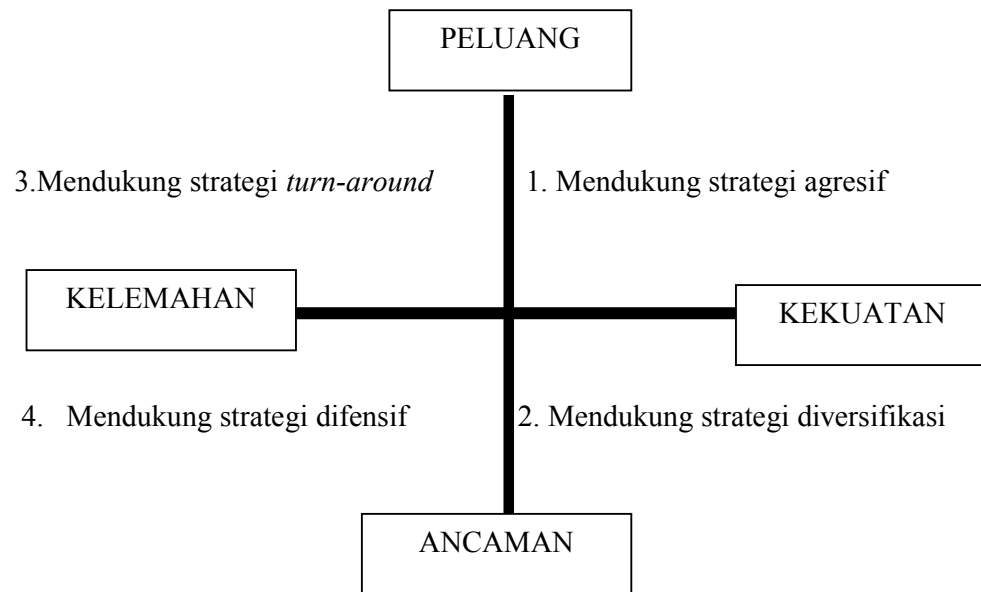 PELUANG
3.Mendukung strategi turn-around
1. Mendukung strategi agresif
KELEMAHAN
KEKUATAN
4. Mendukung strategi difensif
2. Mendukung strategi diversifikasi
ANCAMAN